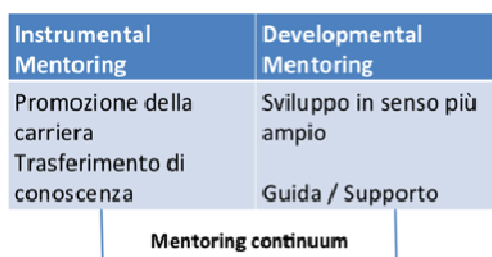 Instrumental Mentoring
Developmental Mentoring
Promozione della carriera
Trasferimento di conoscenza
Sviluppo in senso più ampio
Guida / Supporto
Mentoring continuum